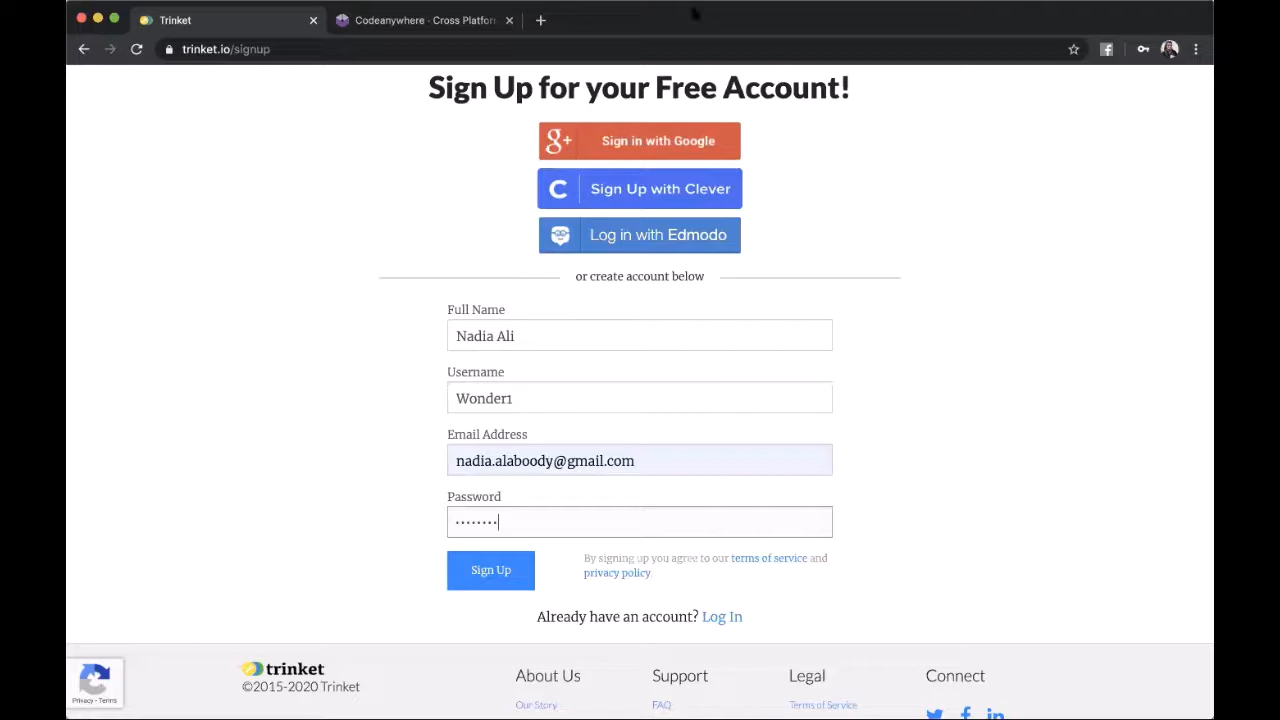 Trinket
Codeanywhere · Cross Platfor
trinket.io/signup
Sign Up for your Free Account!
g+ Sign in with Google
C Sign Up with Clever
Log in with Edmodo
or create account below
Full Name
Nadia Ali
Username
Wonder1
Email Address
nadia.alaboody@gmail.com
Password
········
Sign Up
By signing up you agree to our terms of service and
privacy policy.
Already have an account? Log In
trinket
©2015-2020 Trinket
About Us
Support
Legal
Connect
Our Story
FAQ
Terms of Service
Privacy - Terms